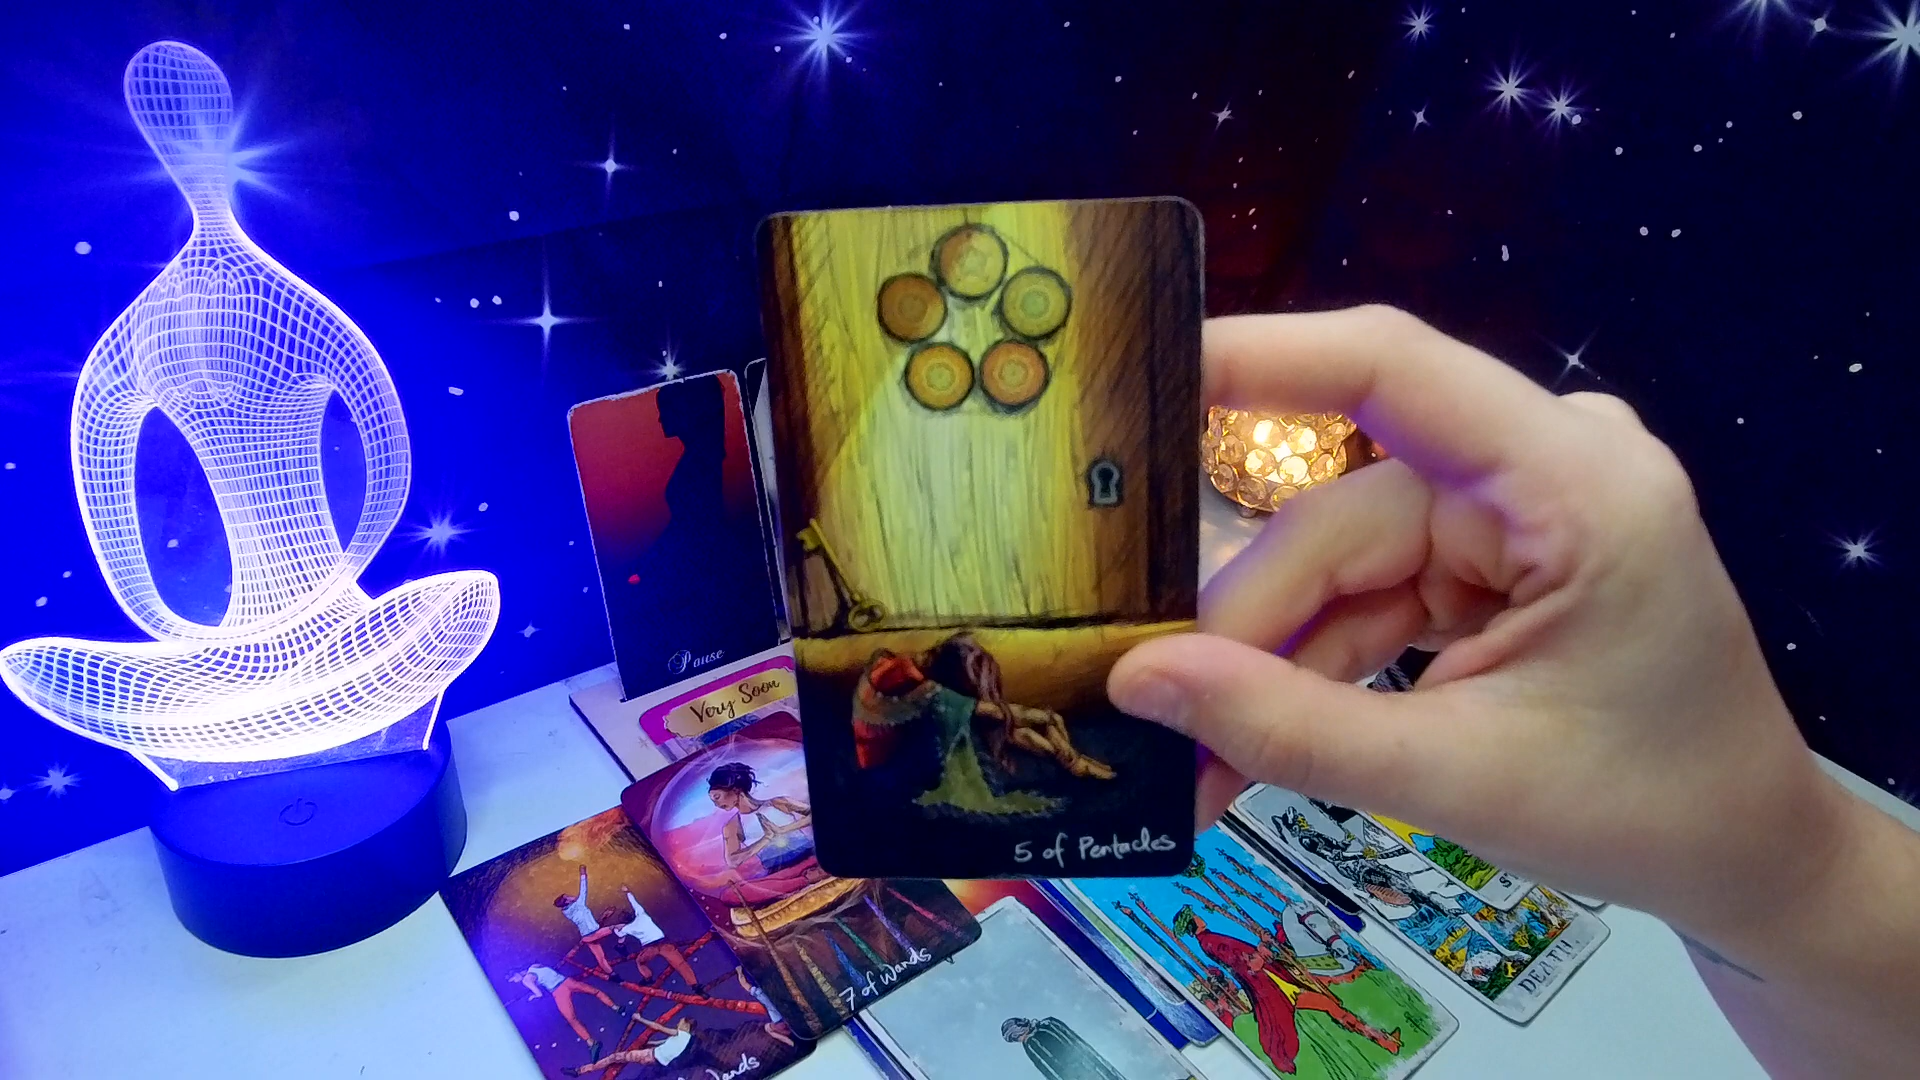 Pause
Very Soon
5 of Pentacles
7 of Wands
Wands
DEATH.